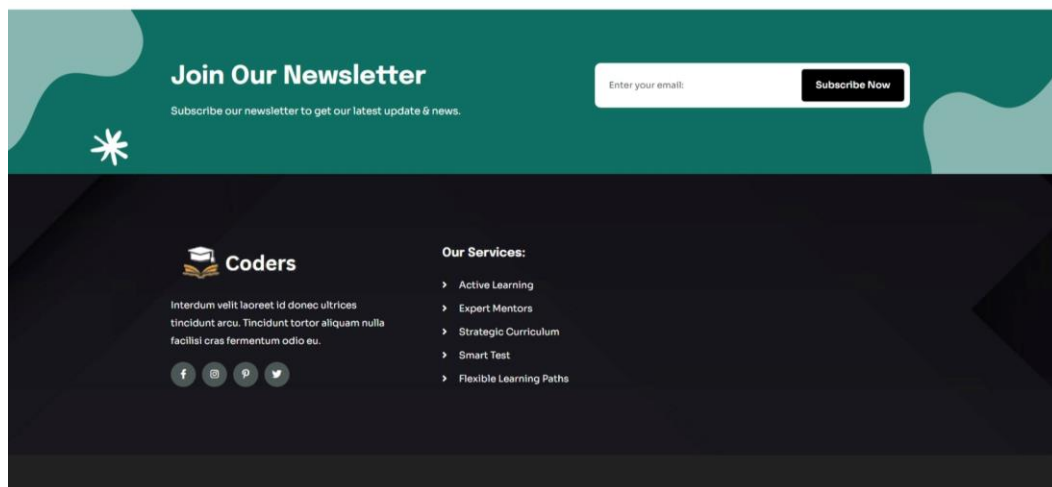 Join Our Newsletter
Subscribe our newsletter to get our latest update & news.
Enter your email:
Subscribe Now
Coders
Interdum velit laoreet id donec ultrices
tincidunt arcu. Tincidunt tortor aliquam nulla
facilisi cras fermentum odio eu.
Our Services:
Active Learning
Expert Mentors
Strategic Curriculum
Smart Test
Flexible Learning Paths